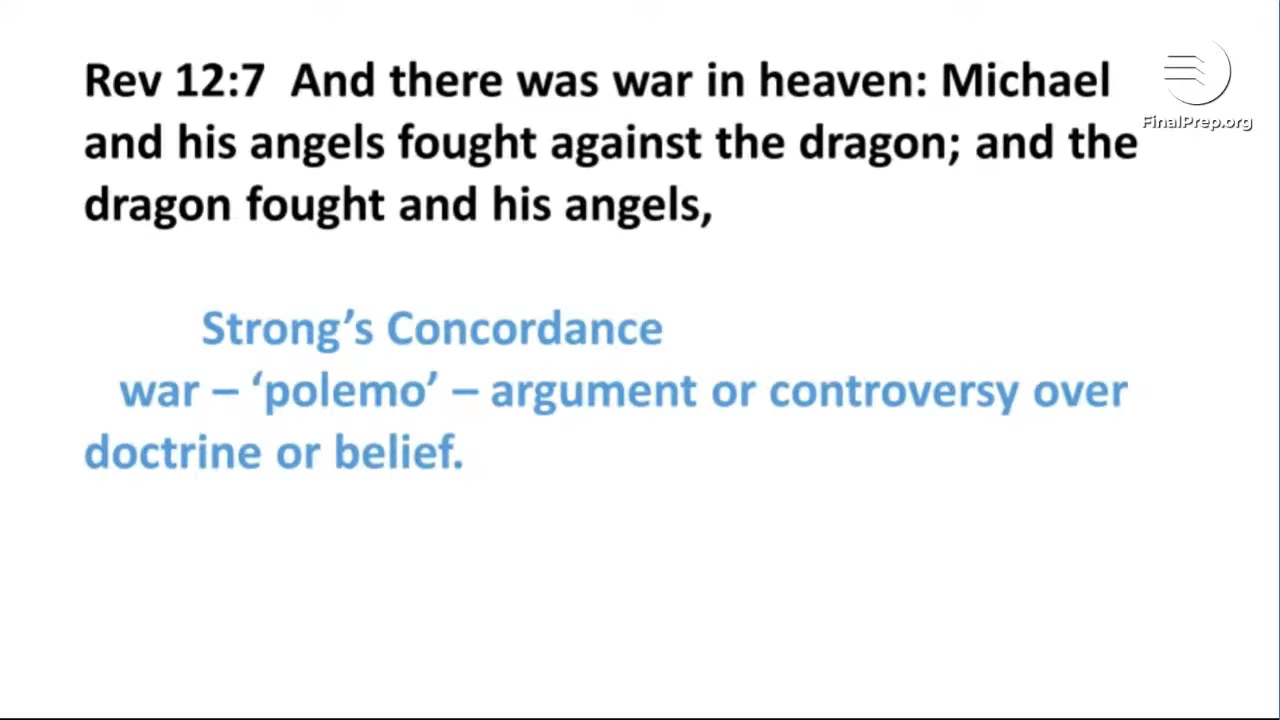 Rev 12:7 And there was war in heaven: Michael
and his angels fought against the dragon; and the
dragon fought and his angels,
FinalPrep.org
Strong’s Concordance
war – ‘polemo’ – argument or controversy over
doctrine or belief.